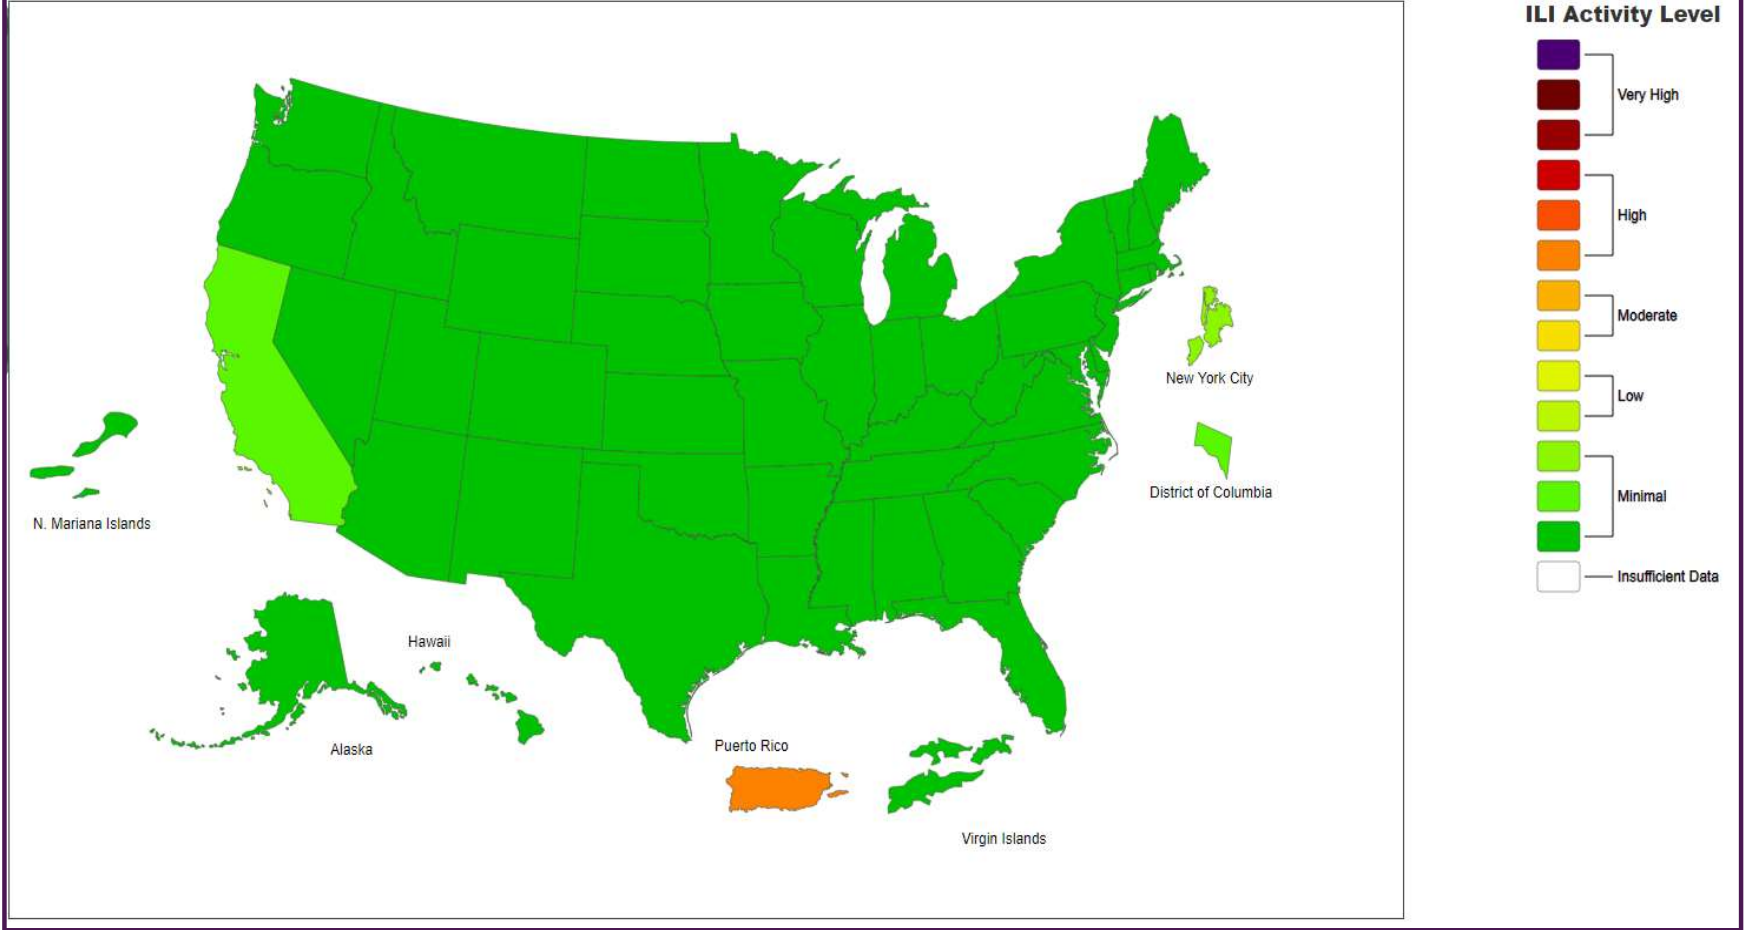 ILI Activity Level
Very High
High
Moderate
Low
Minimal
Insufficient Data
New York City
District of Columbia
N. Mariana Islands
Hawaii
Alaska
Puerto Rico
Virgin Islands